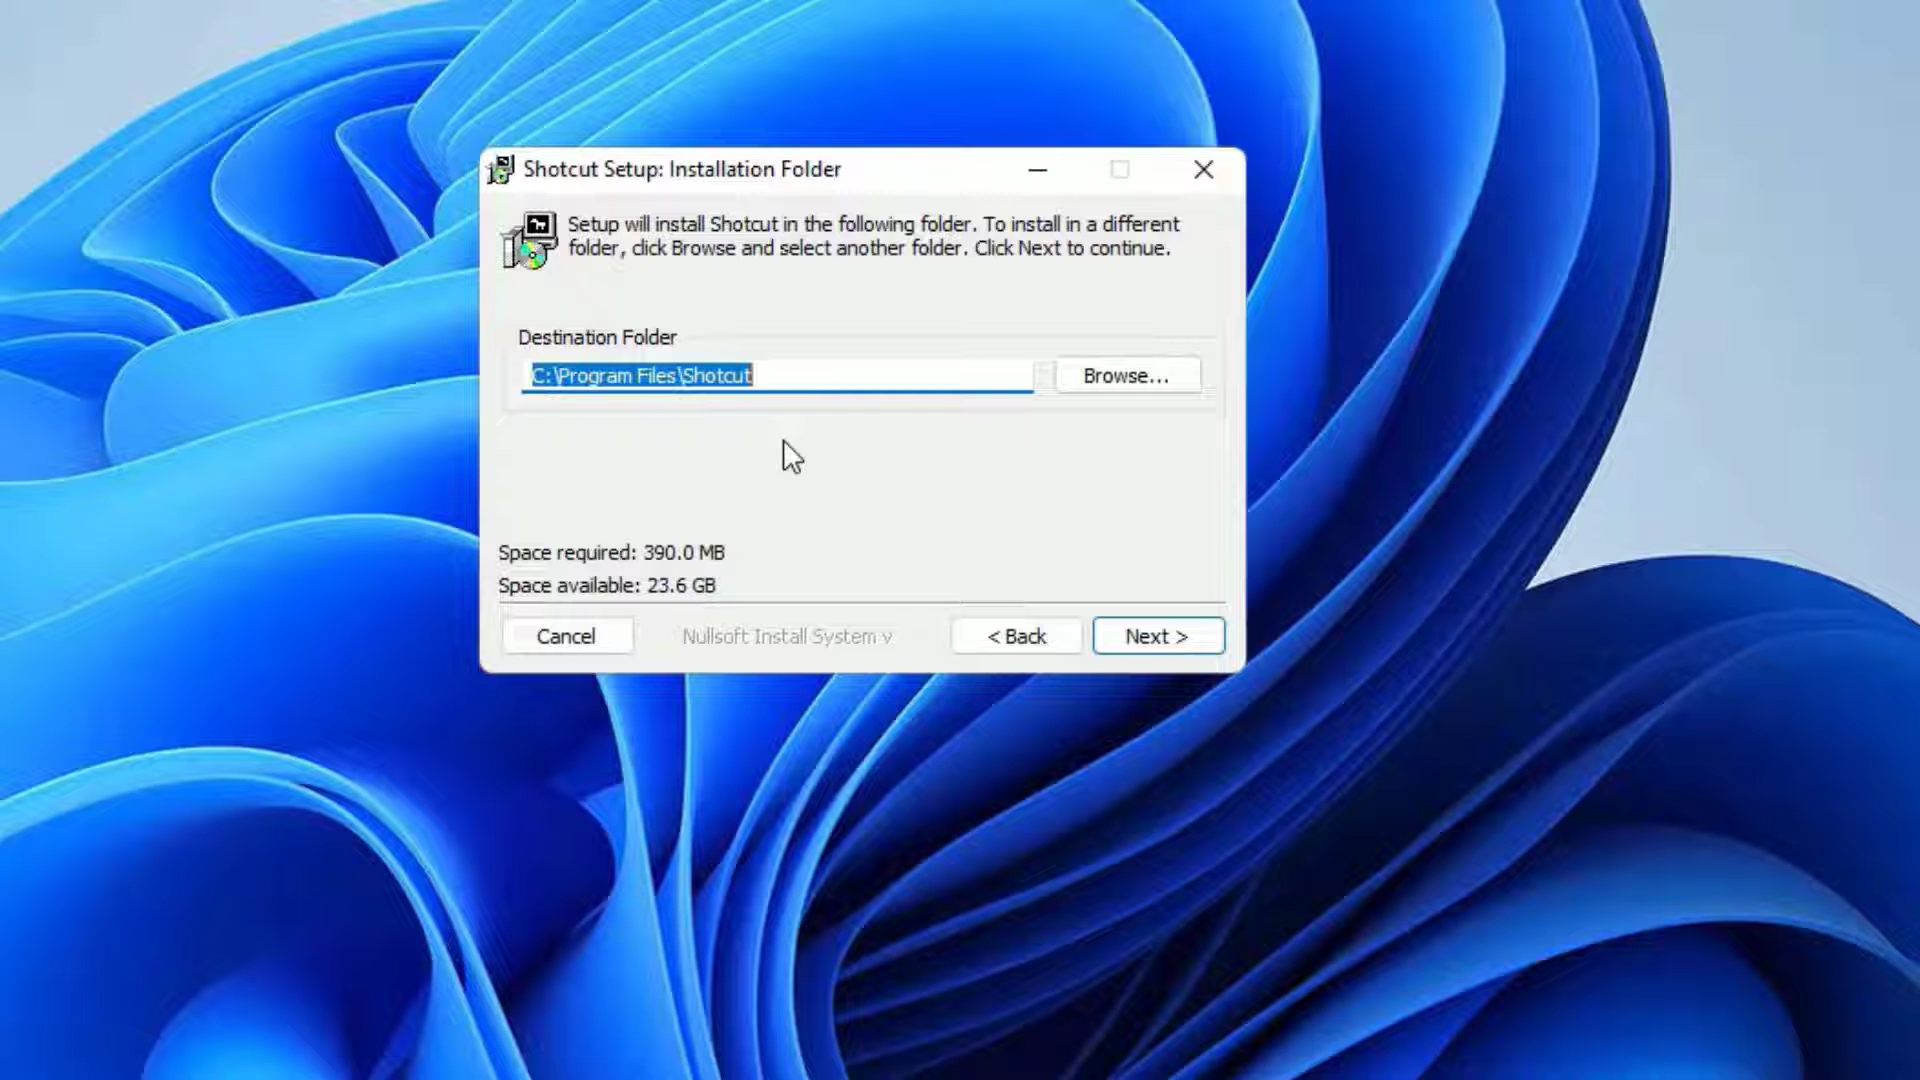 Shotcut Setup: Installation Folder
Setup will install Shotcut in the following folder. To install in a different
folder, click Browse and select another folder. Click Next to continue.
Destination Folder
C:\Program Files\Shotcut
Browse...
Space required: 390.0 MB
Space available: 23.6 GB
Cancel
Nullsoft Install System v
< Back
Next >